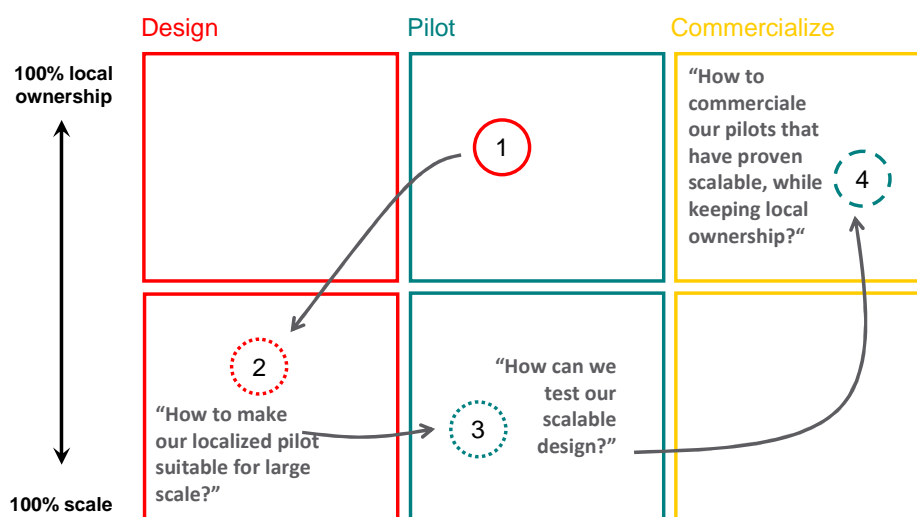 Design
Pilot
Commercialize
100% local
ownership
1
“How to
commerciale
our pilots that
have proven
scalable, while
keeping local
ownership?“
4
2
“How to make
our localized pilot
suitable for large
scale?”
3
“How can we
test our
scalable
design?”
100% scale